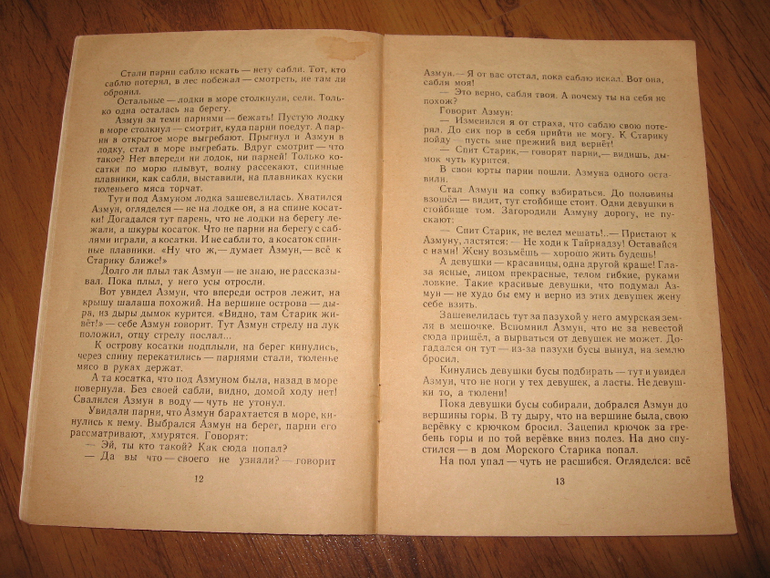 Стали парни саблю искать — нету сабли. Тот, кто
саблю потерял, в лес побежал — смотреть, не там ли
обронил.
Остальные — лодки в море столкнули, сели. Толь-
ко одна осталась на берегу.
Азмун за теми парнями — бежать! Пустую лодку
в море столкнул — смотрит, куда парни поедут. А пар-
ни в открытое море выгребают. Прыгнул и Азмун в
лодку, стал в море выгребать. Вдруг смотрит — что
такое? Нет впереди ни лодок, ни парней! Только ко-
сатки по морю плывут, волну рассекают, спинные
плавники, как сабли, выставили, на плавниках куски
тюленьего мяса торчат.
Тут и под Азмуном лодка зашевелилась. Хватился
Азмун, огляделся — не на лодке он, а на спине косат-
ки! Догадался тут парень, что не лодки на берегу ле-
жали, а шкуры косаток. Что не парни на берегу с саб-
лями играли, а косатки. И не сабли то, а косаток спин-
ные плавники. «Ну что ж,— думает Азмун,— всё к
Старику ближе!»
Долго ли плыл так Азмун — не знаю, не рассказы-
вал. Пока плыл, у него усы отросли.
Вот увидел Азмун, что впереди остров лежит, на
крышу шалаша похожий. На вершине острова — ды-
ра, из дыры дымок курится. «Видно, там Старик жи-
вёт!» — себе Азмун говорит. Тут Азмун стрелу на лук
положил, отцу стрелу послал...
К острову косатки подплыли, на берег кинулись,
через спину перекатились — парнями стали, тюленье
мясо в руках держат.
А та косатка, что под Азмуном была, назад в море
повернула. Без своей сабли, видно, домой ходу нет!
Свалился Азмун в воду — чуть не утонул.
Увидали парни, что Азмун барахтается в море, ки-
нулись к нему. Выбрался Азмун на берег, парни его
рассматривают, хмурятся. Говорят:
— Эй, ты кто такой? Как сюда попал?
— Да вы что — своего не узнали? — говорит
12
Азмун.— Я от вас отстал, пока саблю искал. Вот она,
сабля моя!
— Это верно, сабля твоя. А почему ты на себя не
похож?
Говорит Азмун:
— Изменился я от страха, что саблю свою поте-
рял. До сих пор в себя прийти не могу. К Старику
пойду — пусть мне прежний вид вернёт!
— Спит Старик,— говорят парни,— видишь, ды-
мок чуть курится.
В свои юрты парни пошли. Азмуна одного оста-
вили.
Стал Азмун на сопку взбираться. До половины
взошёл — видит, тут стойбище стоит. Одни девушки в
стойбище том. Загородили Азмуну дорогу, не пу-
скают:
— Спит Старик, не велел мешать!..— Пристают к
Азмуну, ластятся: — Не ходи к Тайрнадзу! Оставайся
с нами! Жену возьмёшь — хорошо жить будешь!
А девушки — красавицы, одна другой краше! Гла-
за ясные, лицом прекрасные, телом гибкие, руками
ловкие. Такие красивые девушки, что подумал Аз-
мун — не худо бы ему и верно из этих девушек жену
себе взять.
Зашевелилась тут за пазухой у него амурская зем-
ля в мешочке. Вспомнил Азмун, что не за невестой
сюда пришёл, а вырваться от девушек не может. До-
гадался он тут — из-за пазухи бусы вынул, на землю
бросил.
Кинулись девушки бусы подбирать — тут и увидел
Азмун, что не ноги у тех девушек, а ласты. Не девуш-
ки то, а тюлени!
Пока девушки бусы собирали, добрался Азмун до
вершины горы. В ту дыру, что на вершине была, свою
верёвку с крючком бросил. Зацепил крючок за гре-
бень горы и по той верёвке вниз полез. На дно спу-
стился — в дом Морского Старика попал.
На пол упал — чуть не расшибся. Огляделся: всё
13